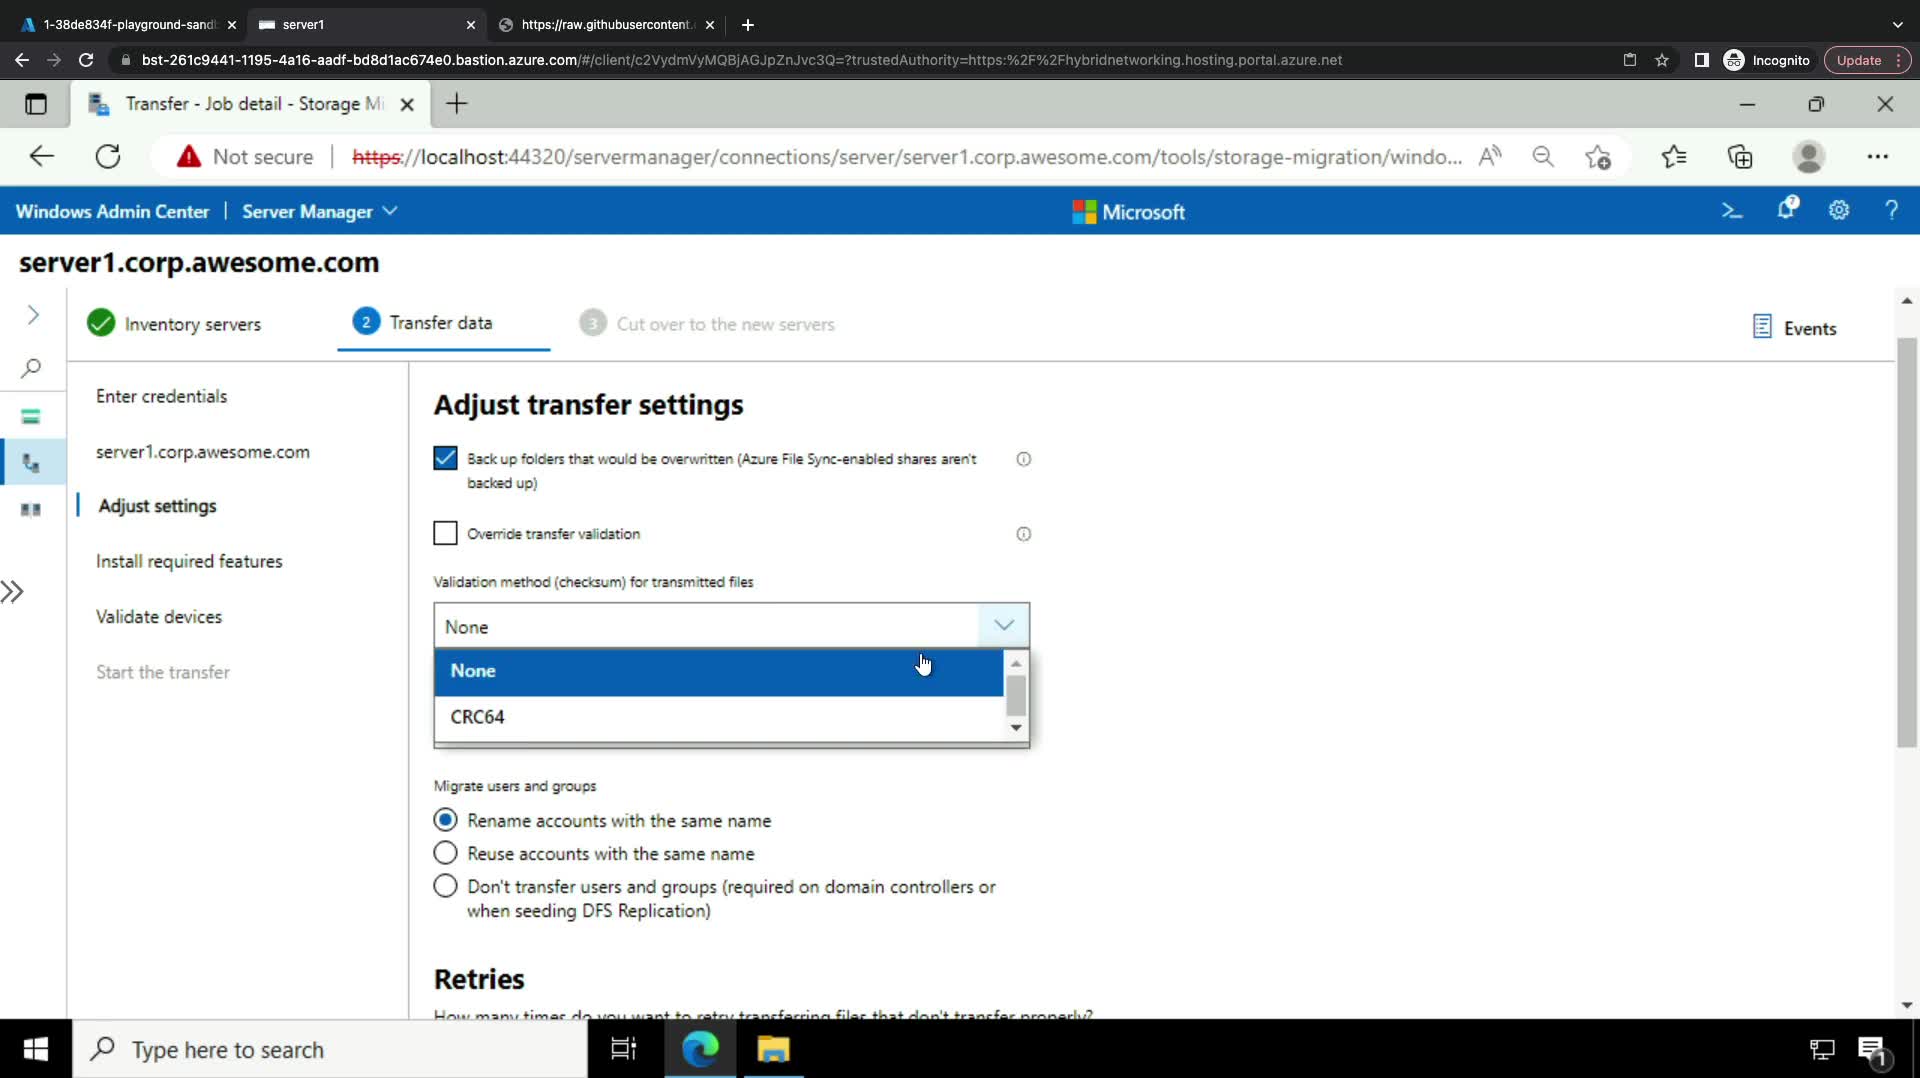 1-38de834f-playground-sandb
server1
https://raw.githubusercontent.
bst-261c9441-1195-4a16-aadf-bd8d1ac674e0.bastion.azure.com/#/client/c2VydmVyMQBjAGJpZnJvc3Q=?trustedAuthority=https:%2F%2Fhybridnetworking.hosting.portal.azure.net
Incognito
Update
Transfer - Job detail - Storage Mi
Not secure
https://localhost:44320/servermanager/connections/server/server1.corp.awesome.com/tools/storage-migration/windo...
Windows Admin Center
Server Manager
Microsoft
7
?
server1.corp.awesome.com
Inventory servers
2 Transfer data
3 Cut over to the new servers
Events
Enter credentials
server1.corp.awesome.com
Adjust settings
Install required features
Validate devices
Start the transfer
Adjust transfer settings
Back up folders that would be overwritten (Azure File Sync-enabled shares aren't
backed up)
Override transfer validation
Validation method (checksum) for transmitted files
None
None
CRC64
Migrate users and groups
Rename accounts with the same name
Reuse accounts with the same name
Don't transfer users and groups (required on domain controllers or
when seeding DFS Replication)
Retries
How many times do you want to retry transferring files that don't transfer properly?
Type here to search
1